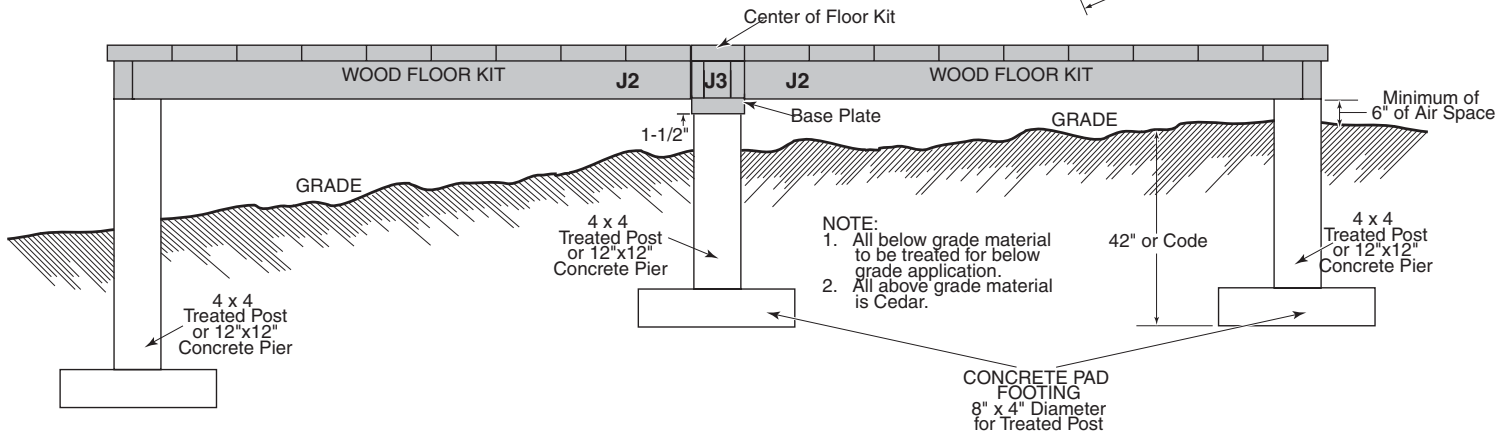 Center of Floor Kit
WOOD FLOOR KIT
J2
J3
J2
WOOD FLOOR KIT
Base Plate
1-1/2"
GRADE
Minimum of
6" of Air Space
GRADE
4 x 4
Treated Post
or 12"x12"
Concrete Pier
NOTE:
1. All below grade material
to be treated for below
grade application.
2. All above grade material
is Cedar.
42" or Code
4 x 4
Treated Post
or 12"x12"
Concrete Pier
4 x 4
Treated Post
or 12"x12"
Concrete Pier
CONCRETE PAD
FOOTING
8" x 4" Diameter
for Treated Post